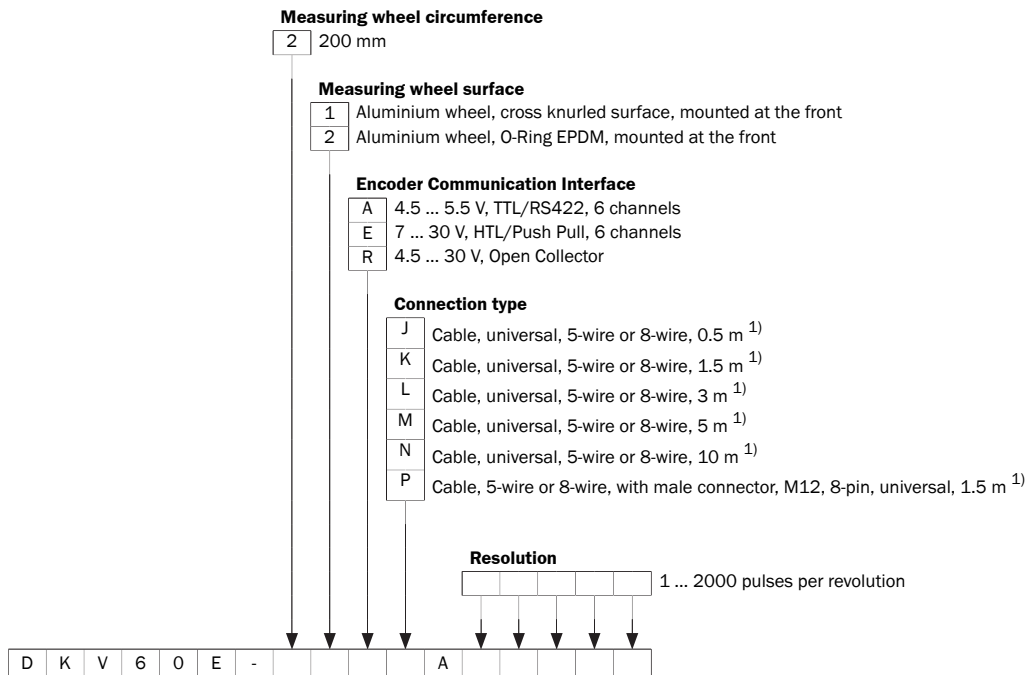 Measuring wheel circumference
2 200 mm
Measuring wheel surface
1 Aluminium wheel, cross knurled surface, mounted at the front
2 Aluminium wheel, O-Ring EPDM, mounted at the front
Encoder Communication Interface
A 4.5 ... 5.5 V, TTL/RS422, 6 channels
E 7 ... 30 V, HTL/Push Pull, 6 channels
R 4.5 ... 30 V, Open Collector
Connection type
J Cable, universal, 5-wire or 8-wire, 0.5 m 1)
K Cable, universal, 5-wire or 8-wire, 1.5 m 1)
L Cable, universal, 5-wire or 8-wire, 3 m 1)
M Cable, universal, 5-wire or 8-wire, 5 m 1)
N Cable, universal, 5-wire or 8-wire, 10 m 1)
P Cable, 5-wire or 8-wire, with male connector, M12, 8-pin, universal, 1.5 m 1)
Resolution
1 ... 2000 pulses per revolution
D K V 6 0 E - A